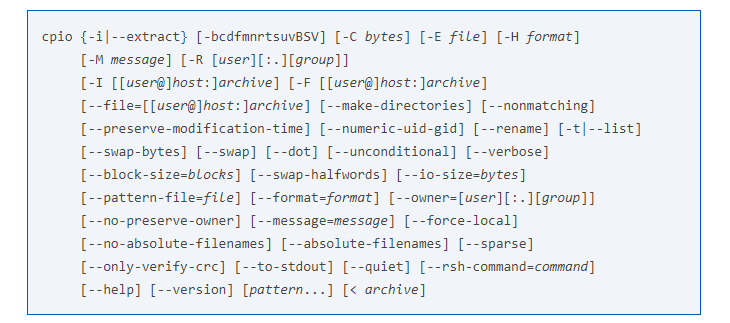 cpio {-i|--extract} [-bcdfmnrtsuvBSV] [-C bytes] [-E file] [-H format]
[-M message] [-R [user][:.][group]]
[-I [[user@]host:]archive] [-F [[user@]host:]archive]
[--file=[[user@]host:]archive] [--make-directories] [--nonmatching]
[--preserve-modification-time] [--numeric-uid-gid] [--rename] [-t|--list]
[--swap-bytes] [--swap] [--dot] [--unconditional] [--verbose]
[--block-size=blocks] [--swap-halfwords] [--io-size=bytes]
[--pattern-file=file] [--format=format] [--owner=[user][:.][group]]
[--no-preserve-owner] [--message=message] [--force-local]
[--no-absolute-filenames] [--absolute-filenames] [--sparse]
[--only-verify-crc] [--to-stdout] [--quiet] [--rsh-command=command]
[--help] [--version] [pattern...] [< archive]